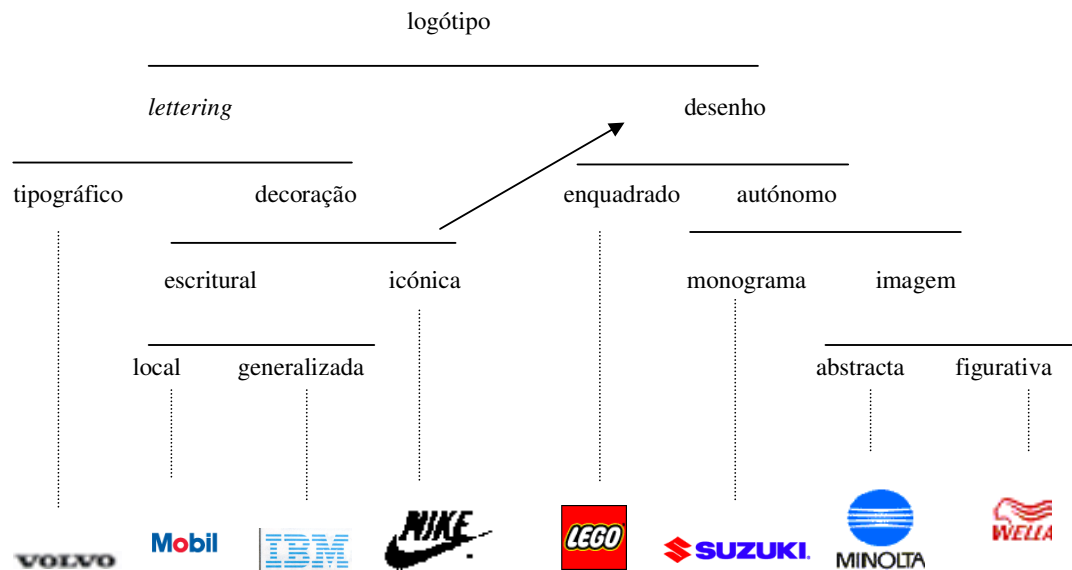 logótipo
lettering desenho
tipográfico decoração enquadrado autónomo
escritural icónica monograma imagem
local generalizada abstracta figurativa
VOLVO Mobil IBM NIKE LEGO SUZUKI MINOLTA WELLA